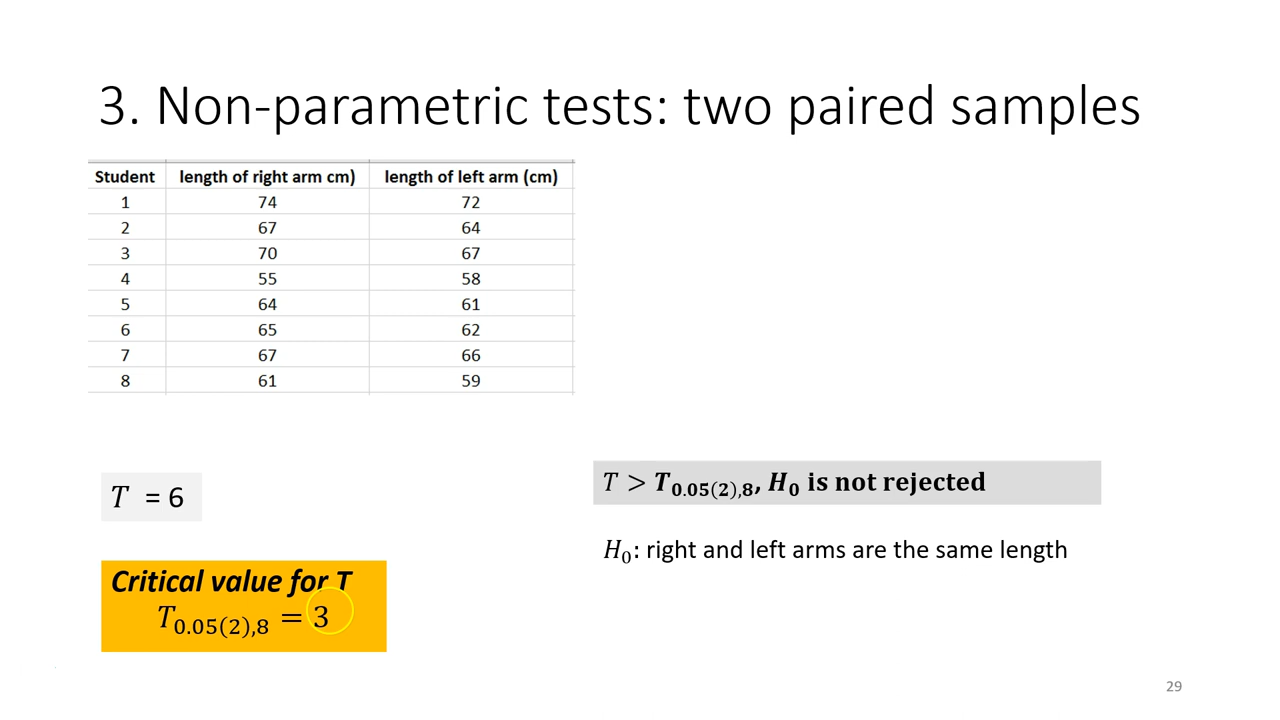 3. Non-parametric tests: two paired samples
Student length of right arm cm) length of left arm (cm)
1 74 72
2 67 64
3 70 67
4 55 58
5 64 61
6 65 62
7 67 66
8 61 59
T = 6
T > T0.05(2),8, H0 is not rejected
H0: right and left arms are the same length
Critical value for T
T0.05(2),8 = 3
29